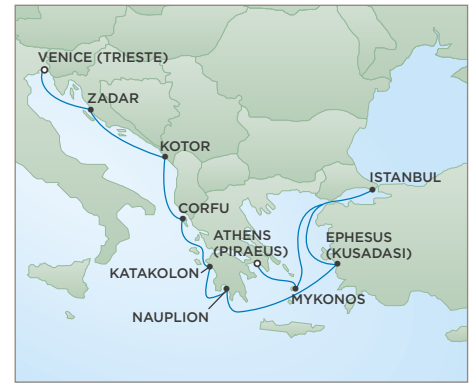 VENICE (TRIESTE)
ZADAR
KOTOR
ISTANBUL
CORFU
ATHENS
(PIRAEUS)
EPHESUS
(KUSADASI)
KATAKOLON
MYKONOS
NAUPLION